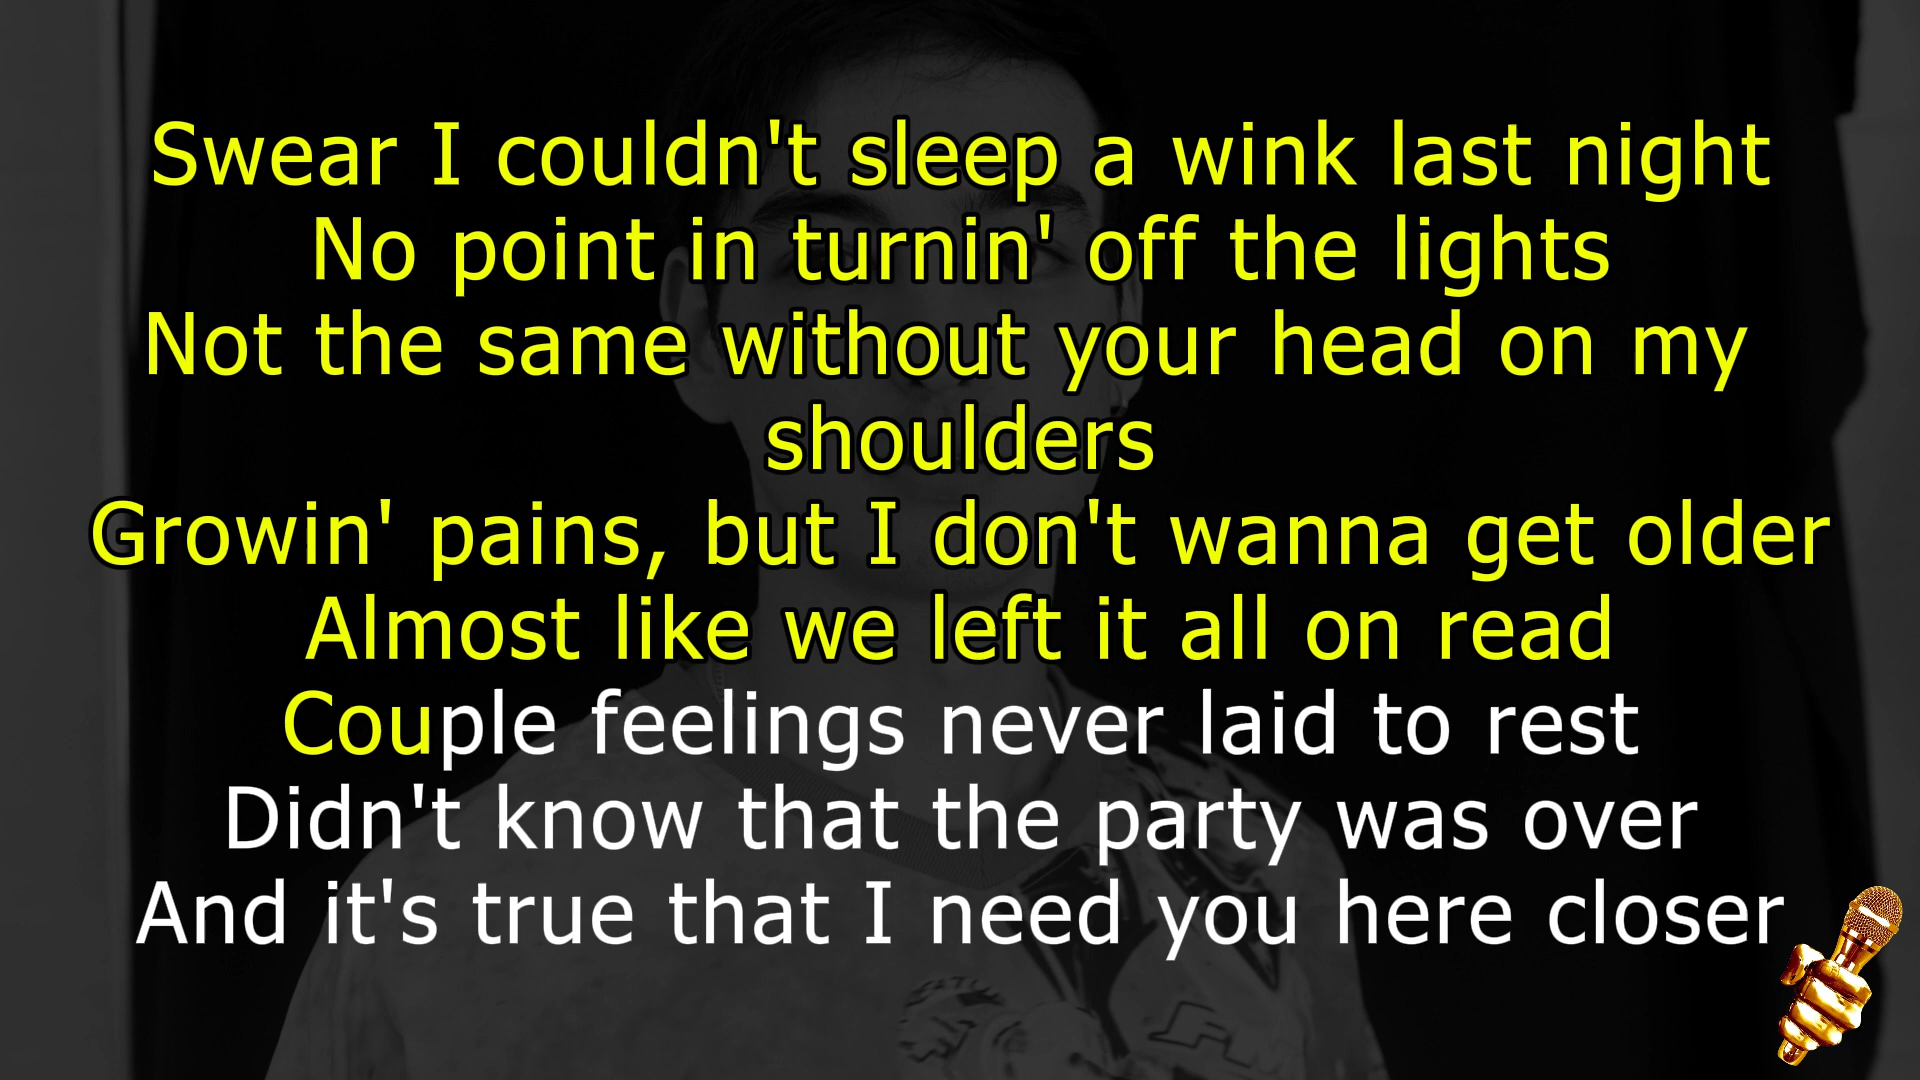 Swear I couldn't sleep a wink last night
No point in turnin' off the lights
Not the same without your head on my
shoulders
Growin' pains, but I don't wanna get older
Almost like we left it all on read
Couple feelings never laid to rest
Didn't know that the party was over
And it's true that I need you here closer